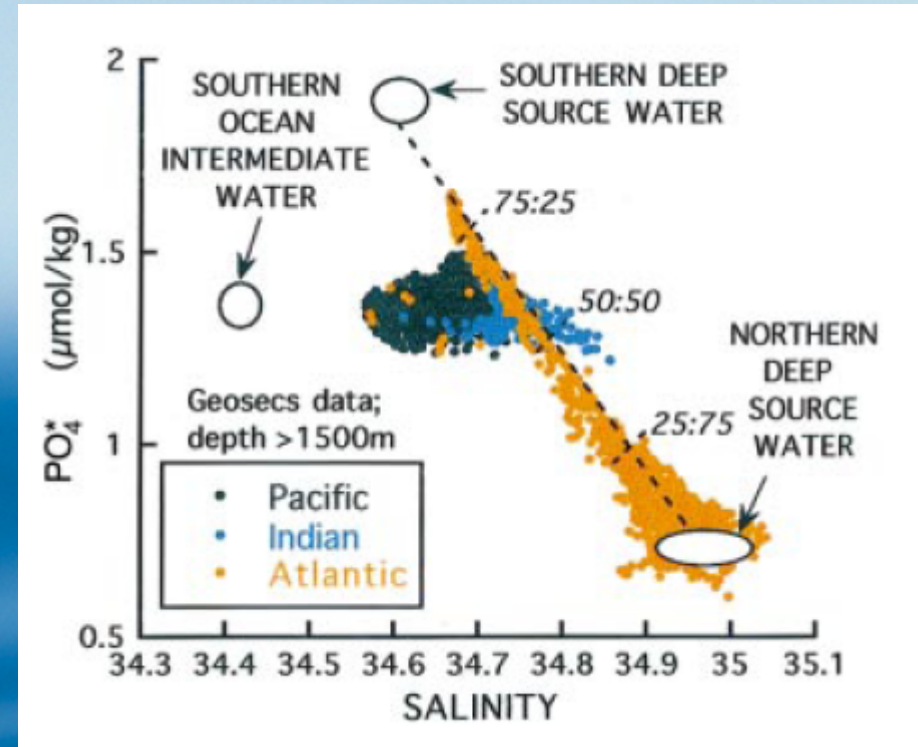 2
SOUTHERN
OCEAN
INTERMEDIATE
WATER
SOUTHERN DEEP
SOURCE WATER
75:25
1.5
50:50
NORTHERN
DEEP
SOURCE
WATER
PO₄* (µmol/kg)
Geosecs data;
depth >1500m
1
25:75
Pacific
Indian
Atlantic
0.5
34.3 34.4 34.5 34.6 34.7 34.8 34.9 35 35.1
SALINITY